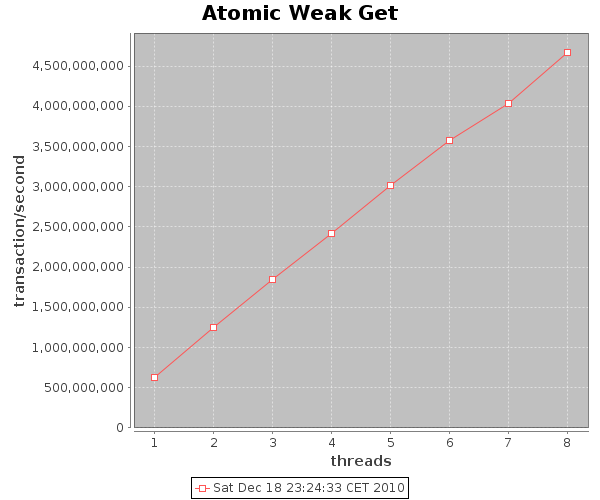 Atomic Weak Get
transaction/second
4,500,000,000
4,000,000,000
3,500,000,000
3,000,000,000
2,500,000,000
2,000,000,000
1,500,000,000
1,000,000,000
500,000,000
0
1 2 3 4 5 6 7 8
threads
Sat Dec 18 23:24:33 CET 2010